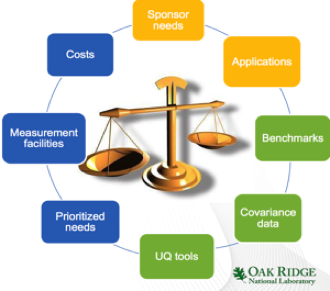 Sponsor
needs
Applications
Benchmarks
Covariance
data
UQ tools
Prioritized
needs
Measurement
facilities
Costs
OAK RIDGE
National Laboratory